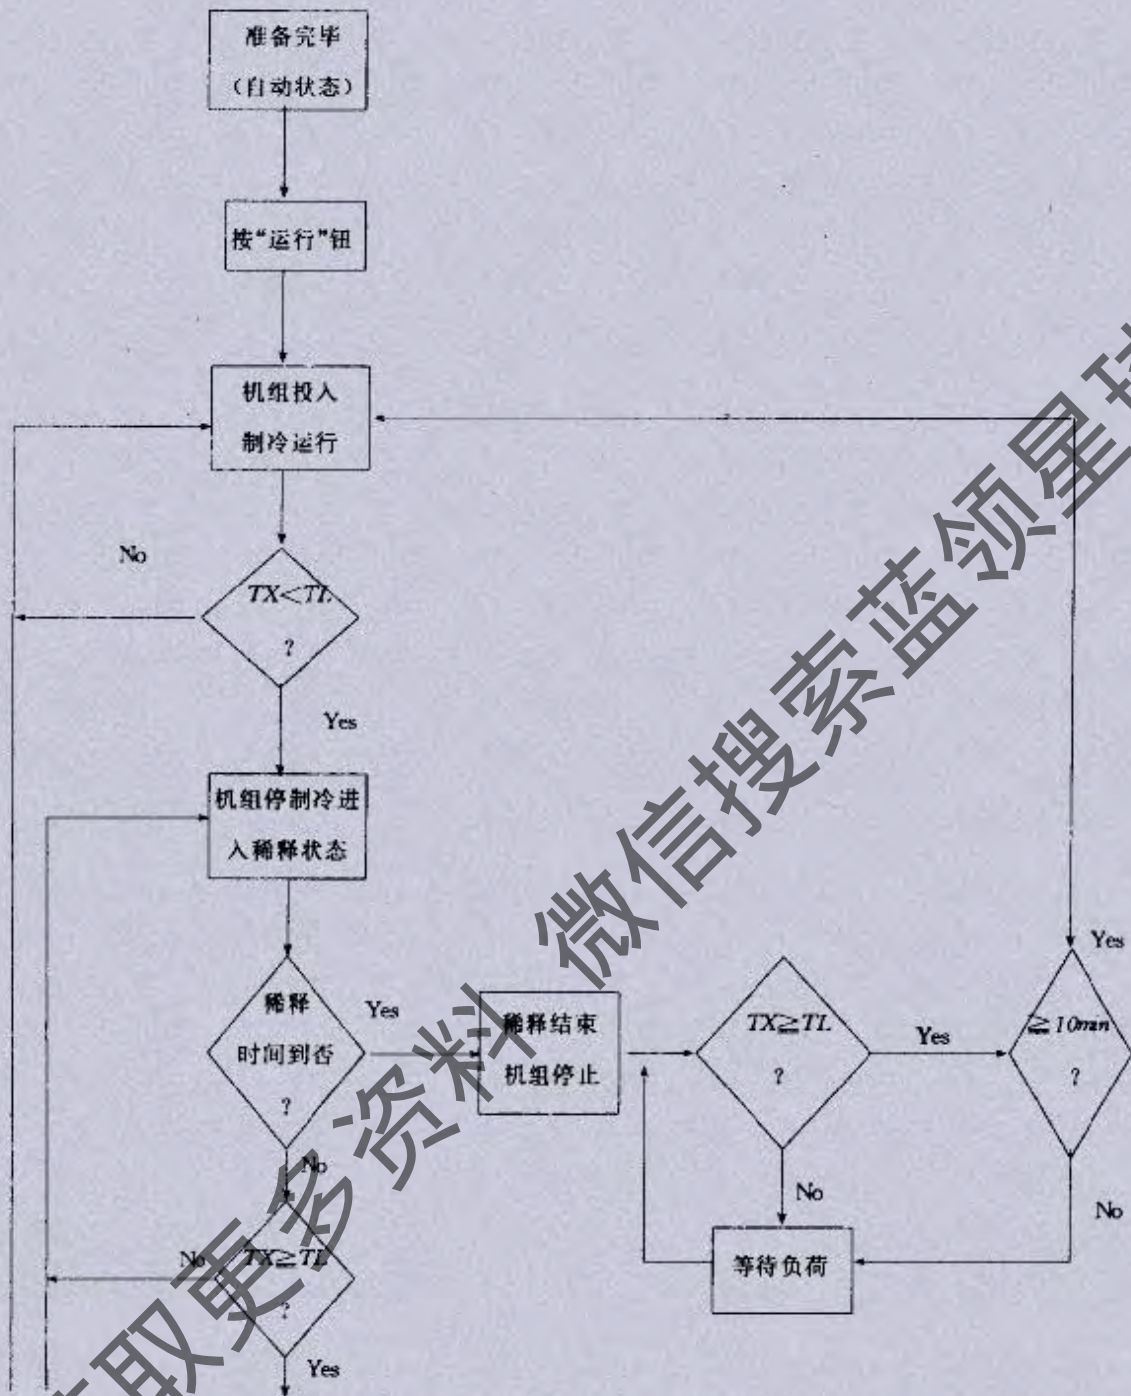 准备完毕
（自动状态）
按“运行”钮
机组投入
制冷运行
No
TX<TL
?
Yes
机组停制冷进
入稀释状态
稀释
时间到否
?
Yes
稀释结束
机组停止
TX≧TL
?
Yes
≧10min
?
Yes
No
No
等待负荷
No
No
TX≧TL
?
Yes
取更多资料 微信搜索蓝领星球